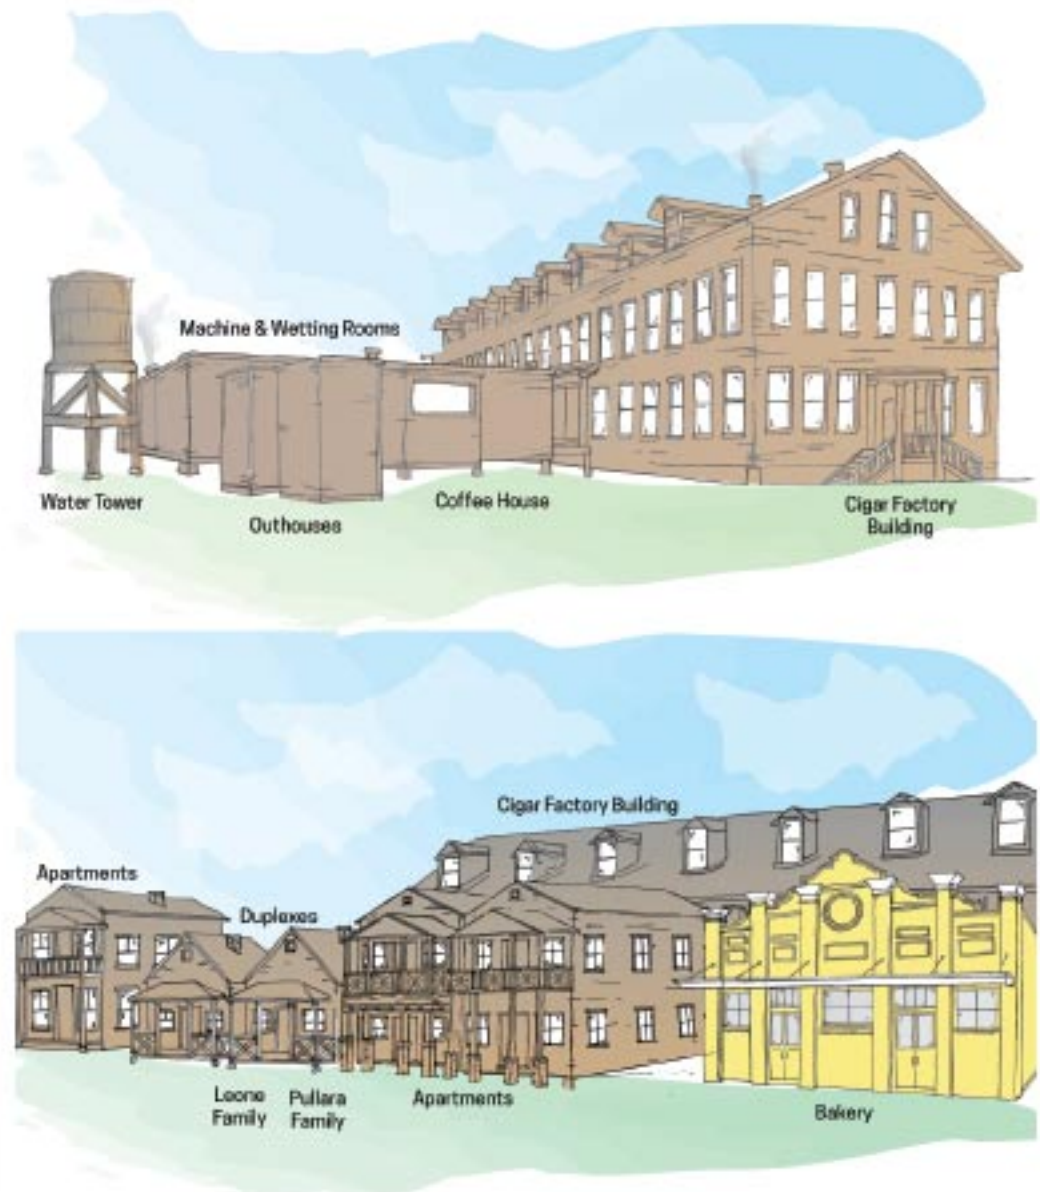 Machine & Wetting Rooms
Water Tower
Outhouses
Coffee House
Cigar Factory
Building
Cigar Factory Building
Apartments
Duplexes
Leone
Family
Pullara
Family
Apartments
Bakery